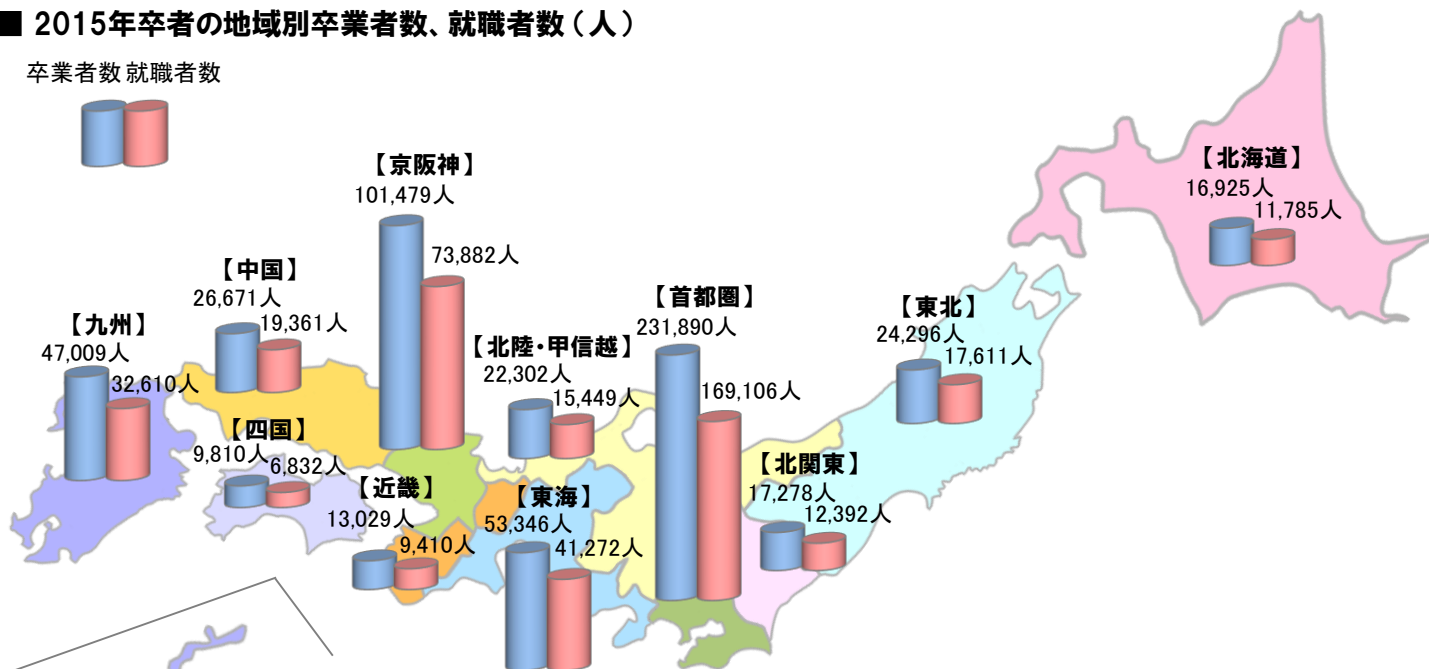 ■ 2015年卒者の地域別卒業者数、就職者数（人）
卒業者数 就職者数
【京阪神】
101,479人
73,882人
【北海道】
16,925人
11,785人
【中国】
26,671人
19,361人
【首都圏】
231,890人
169,106人
【東北】
24,296人
17,611人
【九州】
47,009人
32,610人
【北陸・甲信越】
22,302人
15,449人
【四国】
9,810人
6,832人
【近畿】
13,029人
9,410人
【東海】
53,346人
41,272人
【北関東】
17,278人
12,392人